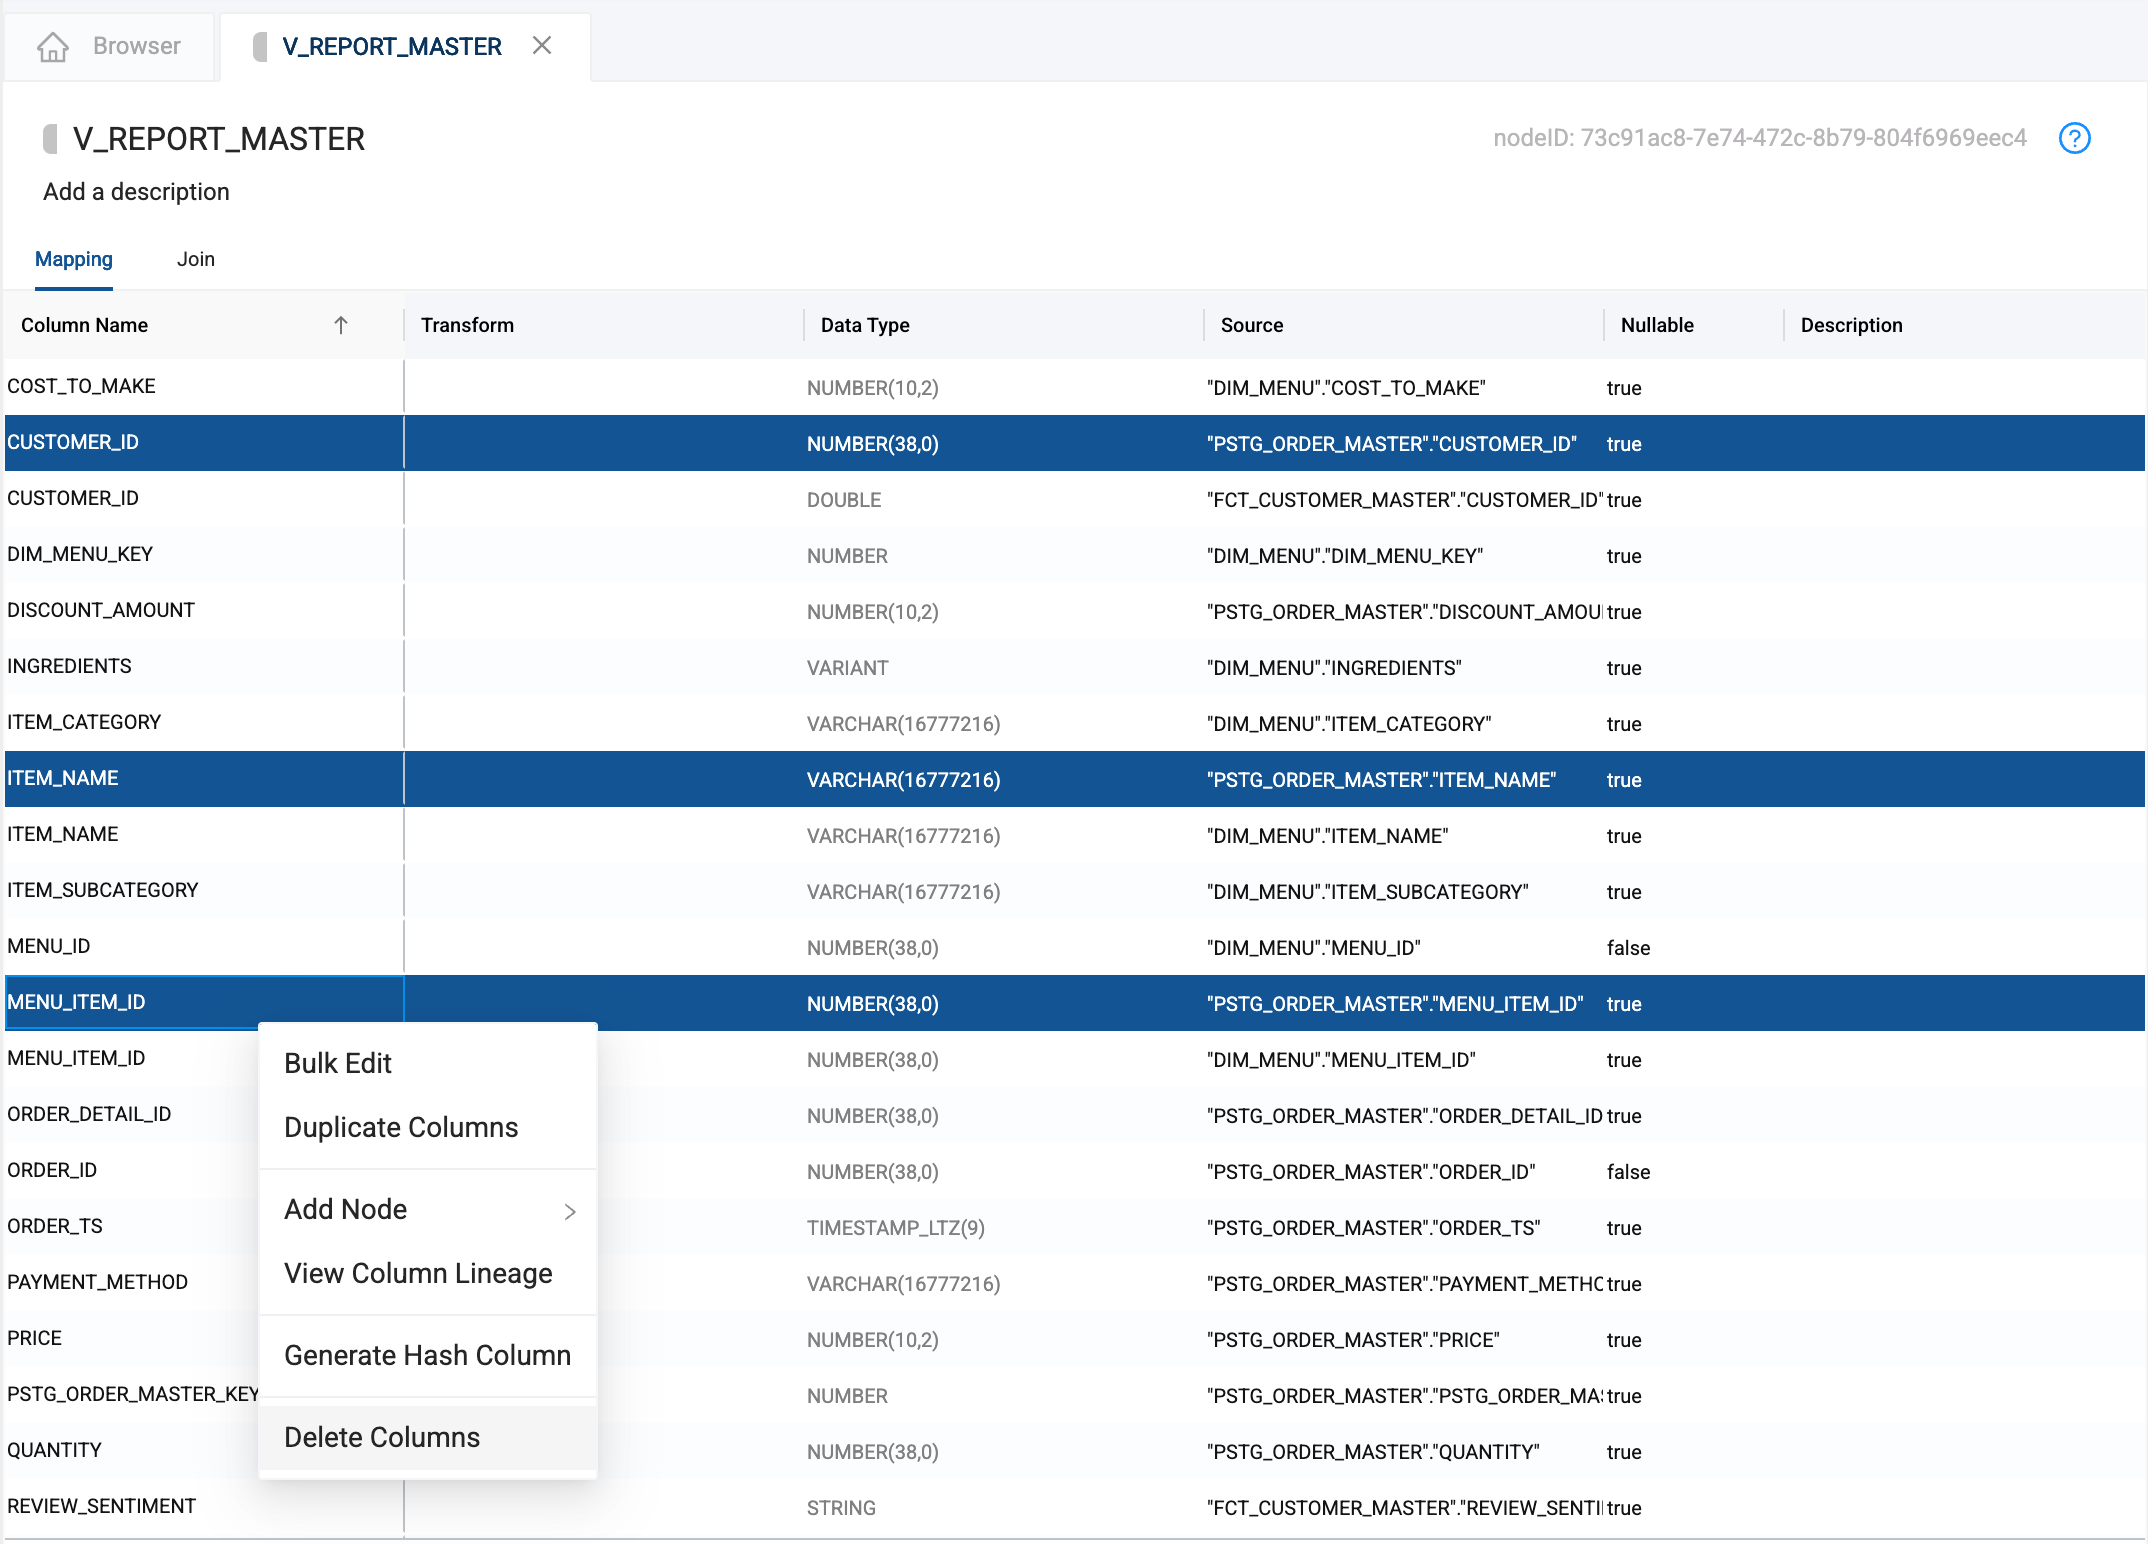 Browser
V_REPORT_MASTER
V_REPORT_MASTER
nodeID: 73c91ac8-7e74-472c-8b79-804f6969eec4
Add a description
Mapping Join
Column Name Transform Data Type Source Nullable Description
COST_TO_MAKE NUMBER(10,2) "DIM_MENU"."COST_TO_MAKE" true
CUSTOMER_ID NUMBER(38,0) "PSTG_ORDER_MASTER"."CUSTOMER_ID" true
CUSTOMER_ID DOUBLE "FCT_CUSTOMER_MASTER"."CUSTOMER_ID" true
DIM_MENU_KEY NUMBER "DIM_MENU"."DIM_MENU_KEY" true
DISCOUNT_AMOUNT NUMBER(10,2) "PSTG_ORDER_MASTER"."DISCOUNT_AMOU true
INGREDIENTS VARIANT "DIM_MENU"."INGREDIENTS" true
ITEM_CATEGORY VARCHAR(16777216) "DIM_MENU"."ITEM_CATEGORY" true
ITEM_NAME VARCHAR(16777216) "PSTG_ORDER_MASTER"."ITEM_NAME" true
ITEM_NAME VARCHAR(16777216) "DIM_MENU"."ITEM_NAME" true
ITEM_SUBCATEGORY VARCHAR(16777216) "DIM_MENU"."ITEM_SUBCATEGORY" true
MENU_ID NUMBER(38,0) "DIM_MENU"."MENU_ID" false
MENU_ITEM_ID NUMBER(38,0) "PSTG_ORDER_MASTER"."MENU_ITEM_ID" true
MENU_ITEM_ID NUMBER(38,0) "DIM_MENU"."MENU_ITEM_ID" true
ORDER_DETAIL_ID NUMBER(38,0) "PSTG_ORDER_MASTER"."ORDER_DETAIL_ID true
ORDER_ID NUMBER(38,0) "PSTG_ORDER_MASTER"."ORDER_ID" false
ORDER_TS TIMESTAMP_LTZ(9) "PSTG_ORDER_MASTER"."ORDER_TS" true
PAYMENT_METHOD VARCHAR(16777216) "PSTG_ORDER_MASTER"."PAYMENT_METHO true
PRICE NUMBER(10,2) "PSTG_ORDER_MASTER"."PRICE" true
PSTG_ORDER_MASTER_KEY NUMBER "PSTG_ORDER_MASTER"."PSTG_ORDER_MAS true
QUANTITY NUMBER(38,0) "PSTG_ORDER_MASTER"."QUANTITY" true
REVIEW_SENTIMENT STRING "FCT_CUSTOMER_MASTER"."REVIEW_SENTI true
Bulk Edit
Duplicate Columns
Add Node
View Column Lineage
Generate Hash Column
Delete Columns